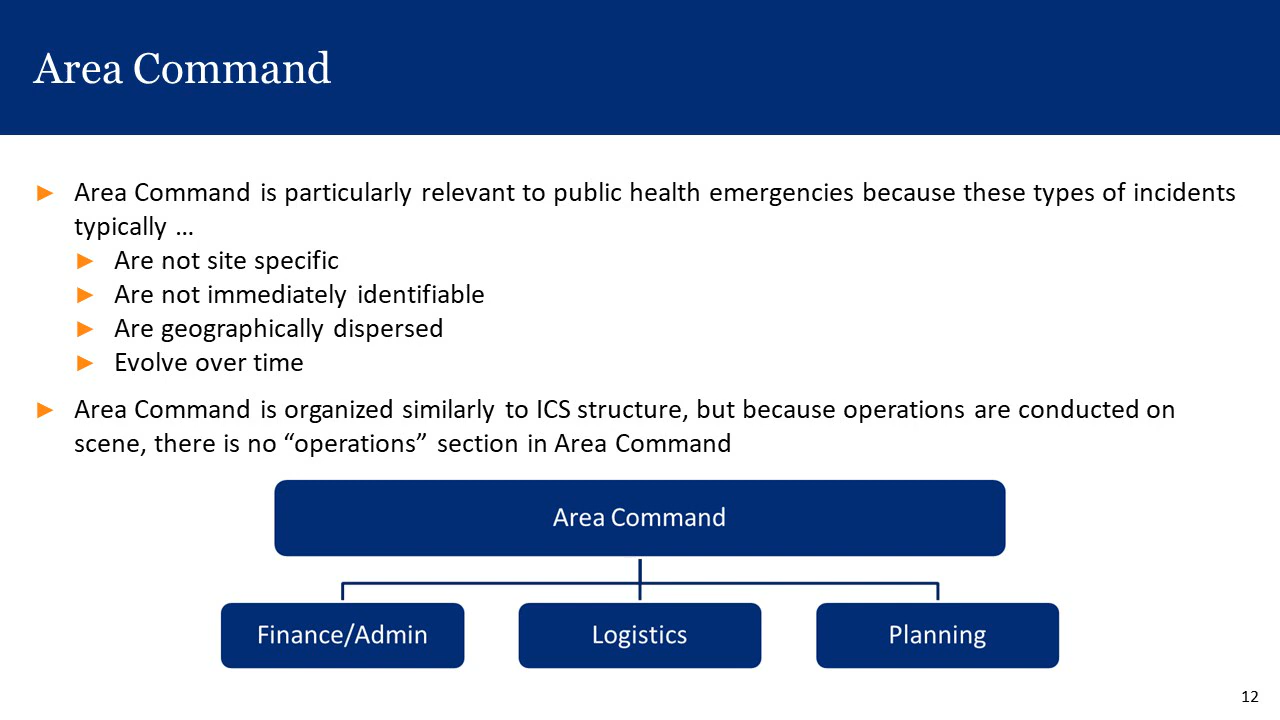 Area Command
► Area Command is particularly relevant to public health emergencies because these types of incidents
typically …
► Are not site specific
► Are not immediately identifiable
► Are geographically dispersed
► Evolve over time
► Area Command is organized similarly to ICS structure, but because operations are conducted on
scene, there is no “operations” section in Area Command
Area Command
Finance/Admin
Logistics
Planning
12